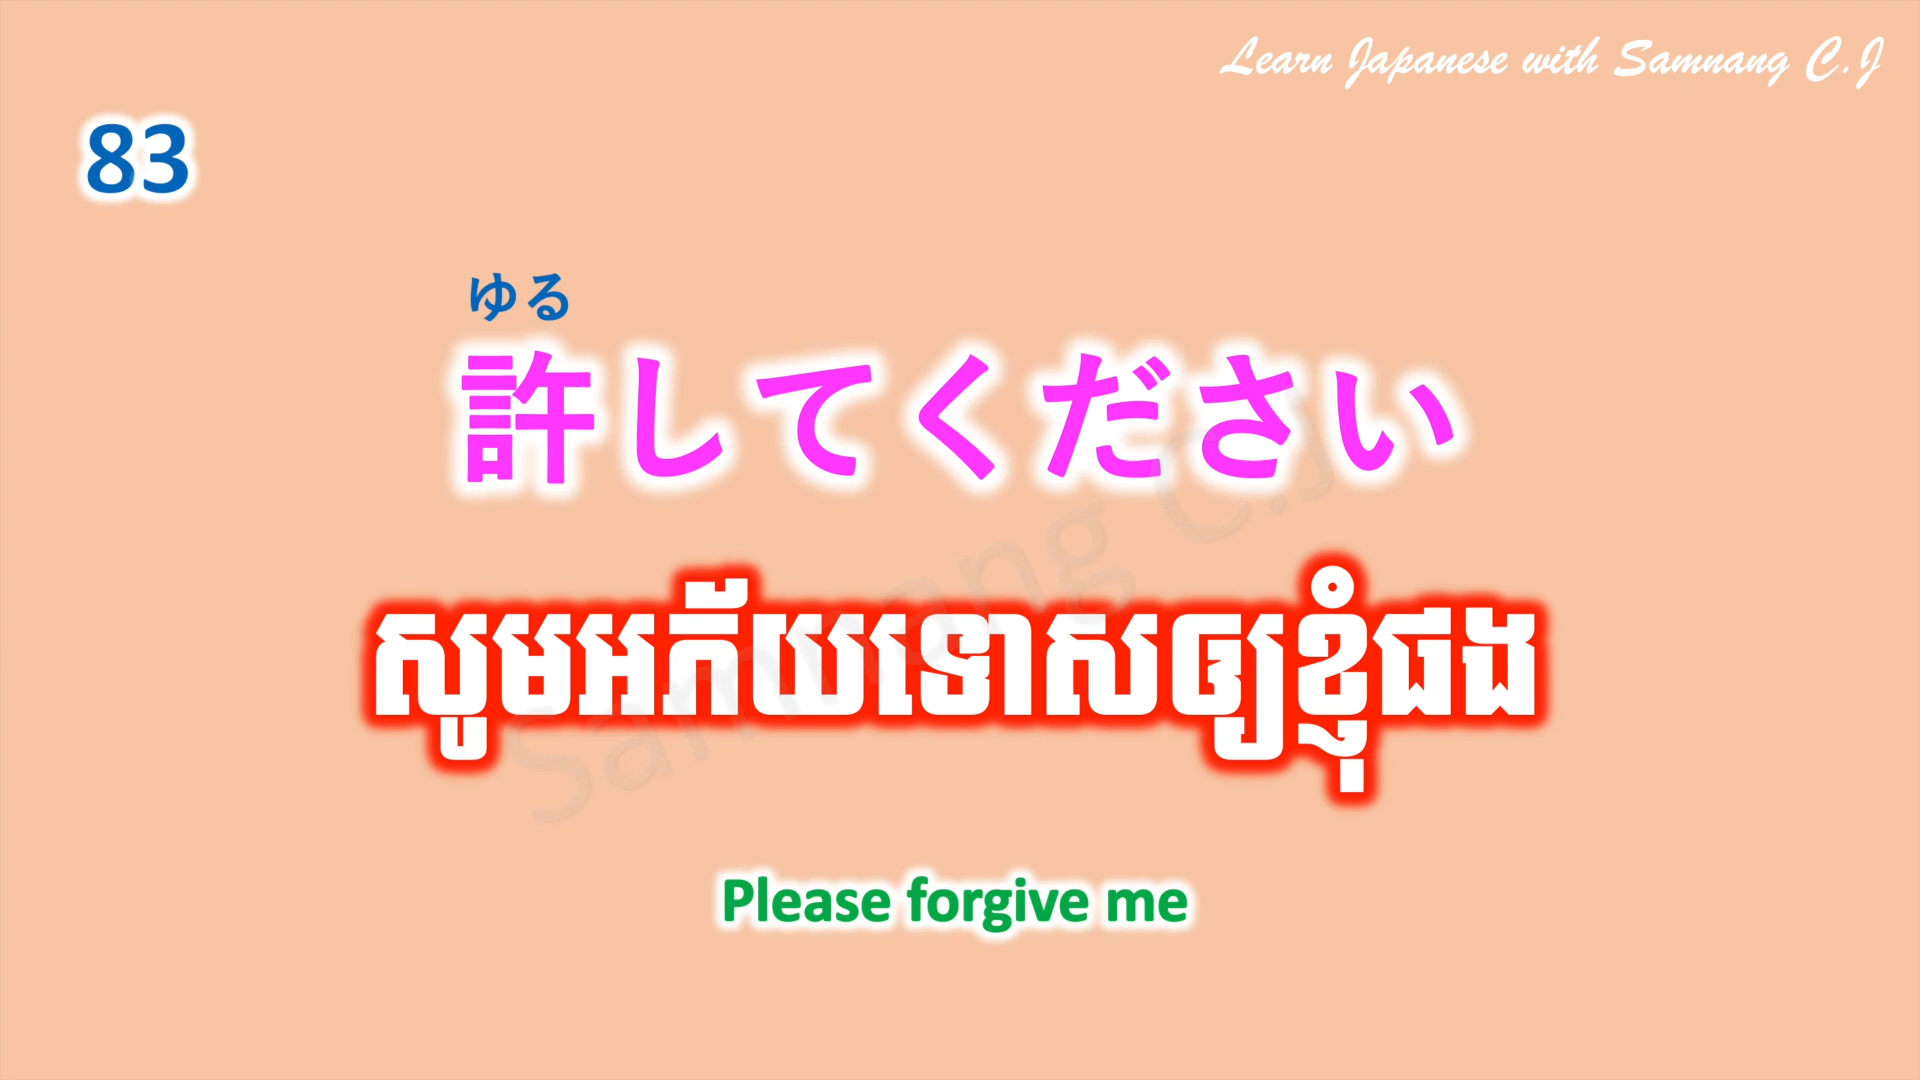 Learn Japanese with Samnang C.J
83
ゆる
許してください
សូមអភ័យទោសឲ្យខ្ញុំផង
Please forgive me
Samnang C.J